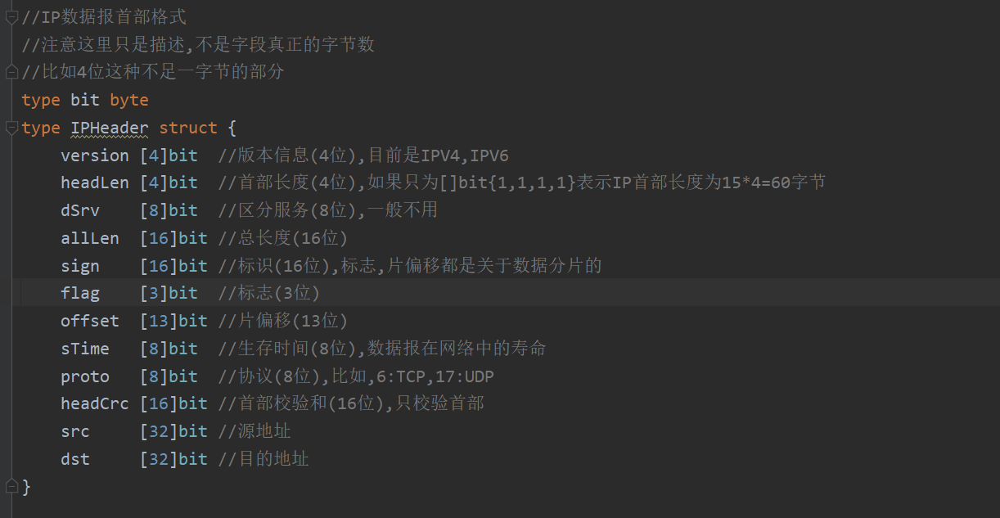 //IP数据报首部格式
//注意这里只是描述,不是字段真正的字节数
//比如4位这种不足一字节的部分
type bit byte
type IPHeader struct {
    version [4]bit  //版本信息(4位),目前是IPV4,IPV6
    headLen [4]bit  //首部长度(4位),如果只为[]bit{1,1,1,1}表示IP首部长度为15*4=60字节
    dSrv    [8]bit  //区分服务(8位),一般不用
    allLen  [16]bit //总长度(16位)
    sign    [16]bit //标识(16位),标志,片偏移都是关于数据分片的
    flag    [3]bit  //标志(3位)
    offset  [13]bit //片偏移(13位)
    sTime   [8]bit  //生存时间(8位),数据报在网络中的寿命
    proto   [8]bit  //协议(8位),比如,6:TCP,17:UDP
    headCrc [16]bit //首部校验和(16位),只校验首部
    src     [32]bit //源地址
    dst     [32]bit //目的地址
}